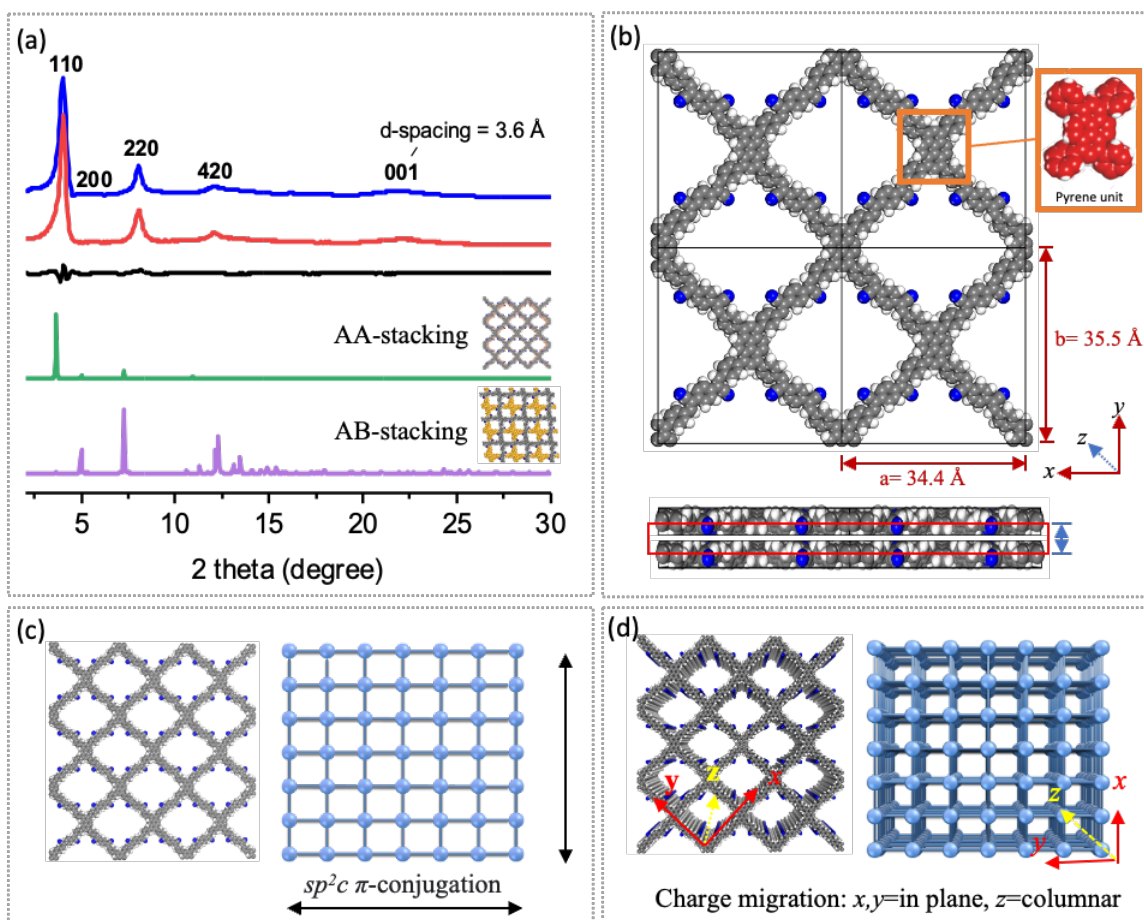 (a)
110
200
220
420
d-spacing = 3.6 Å
001
AA-stacking
AB-stacking
5
10
15
20
25
30
2 theta (degree)
(b)
Pyrene unit
b= 35.5 Å
a= 34.4 Å
y
z
x
(c)
sp²c π-conjugation
(d)
y
z
x
x
z
y
Charge migration: x,y=in plane, z=columnar